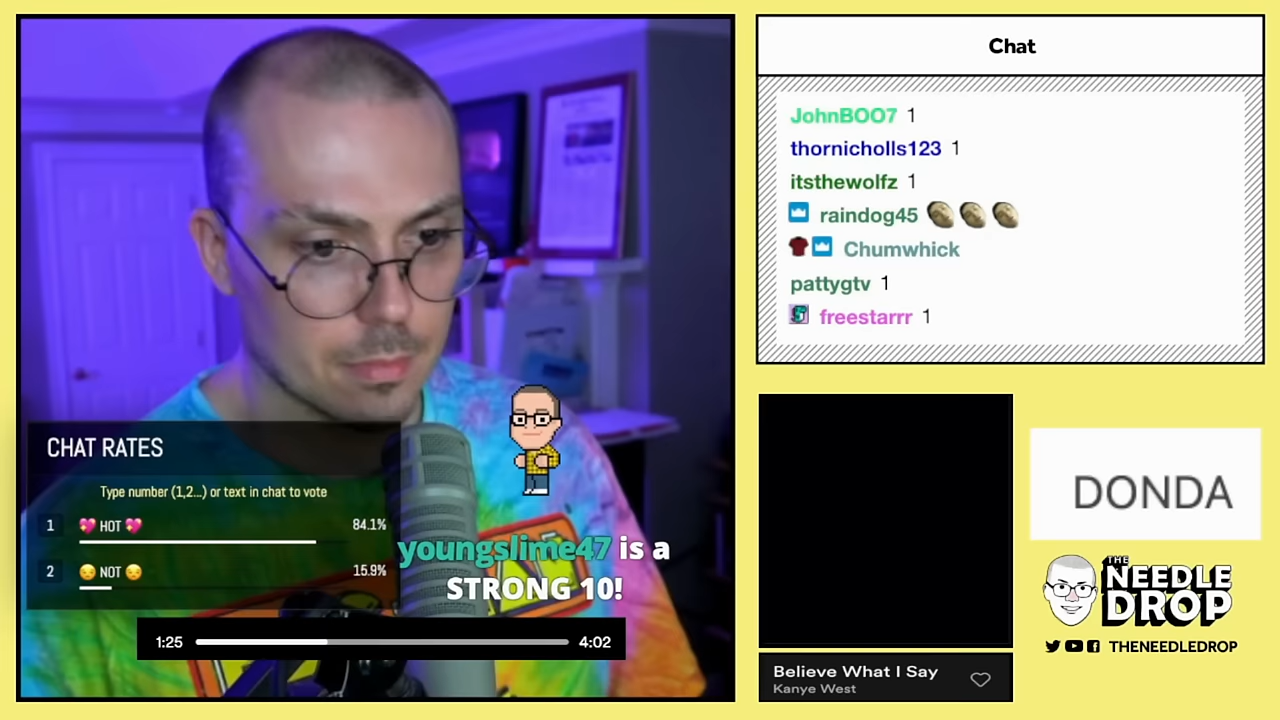 Chat
JohnBOO7 1
thornicholls123 1
itsthewolfz 1
raindog45
Chumwhick
pattygtv 1
freestarrr 1
CHAT RATES
Type number (1,2...) or text in chat to vote
1 HOT 84.1%
2 NOT 15.9%
youngslime47 is a
STRONG 10!
1:25 4:02
DONDA
THE
NEEDLE
DROP
THENEEDLEDROP
Believe What I Say
Kanye West